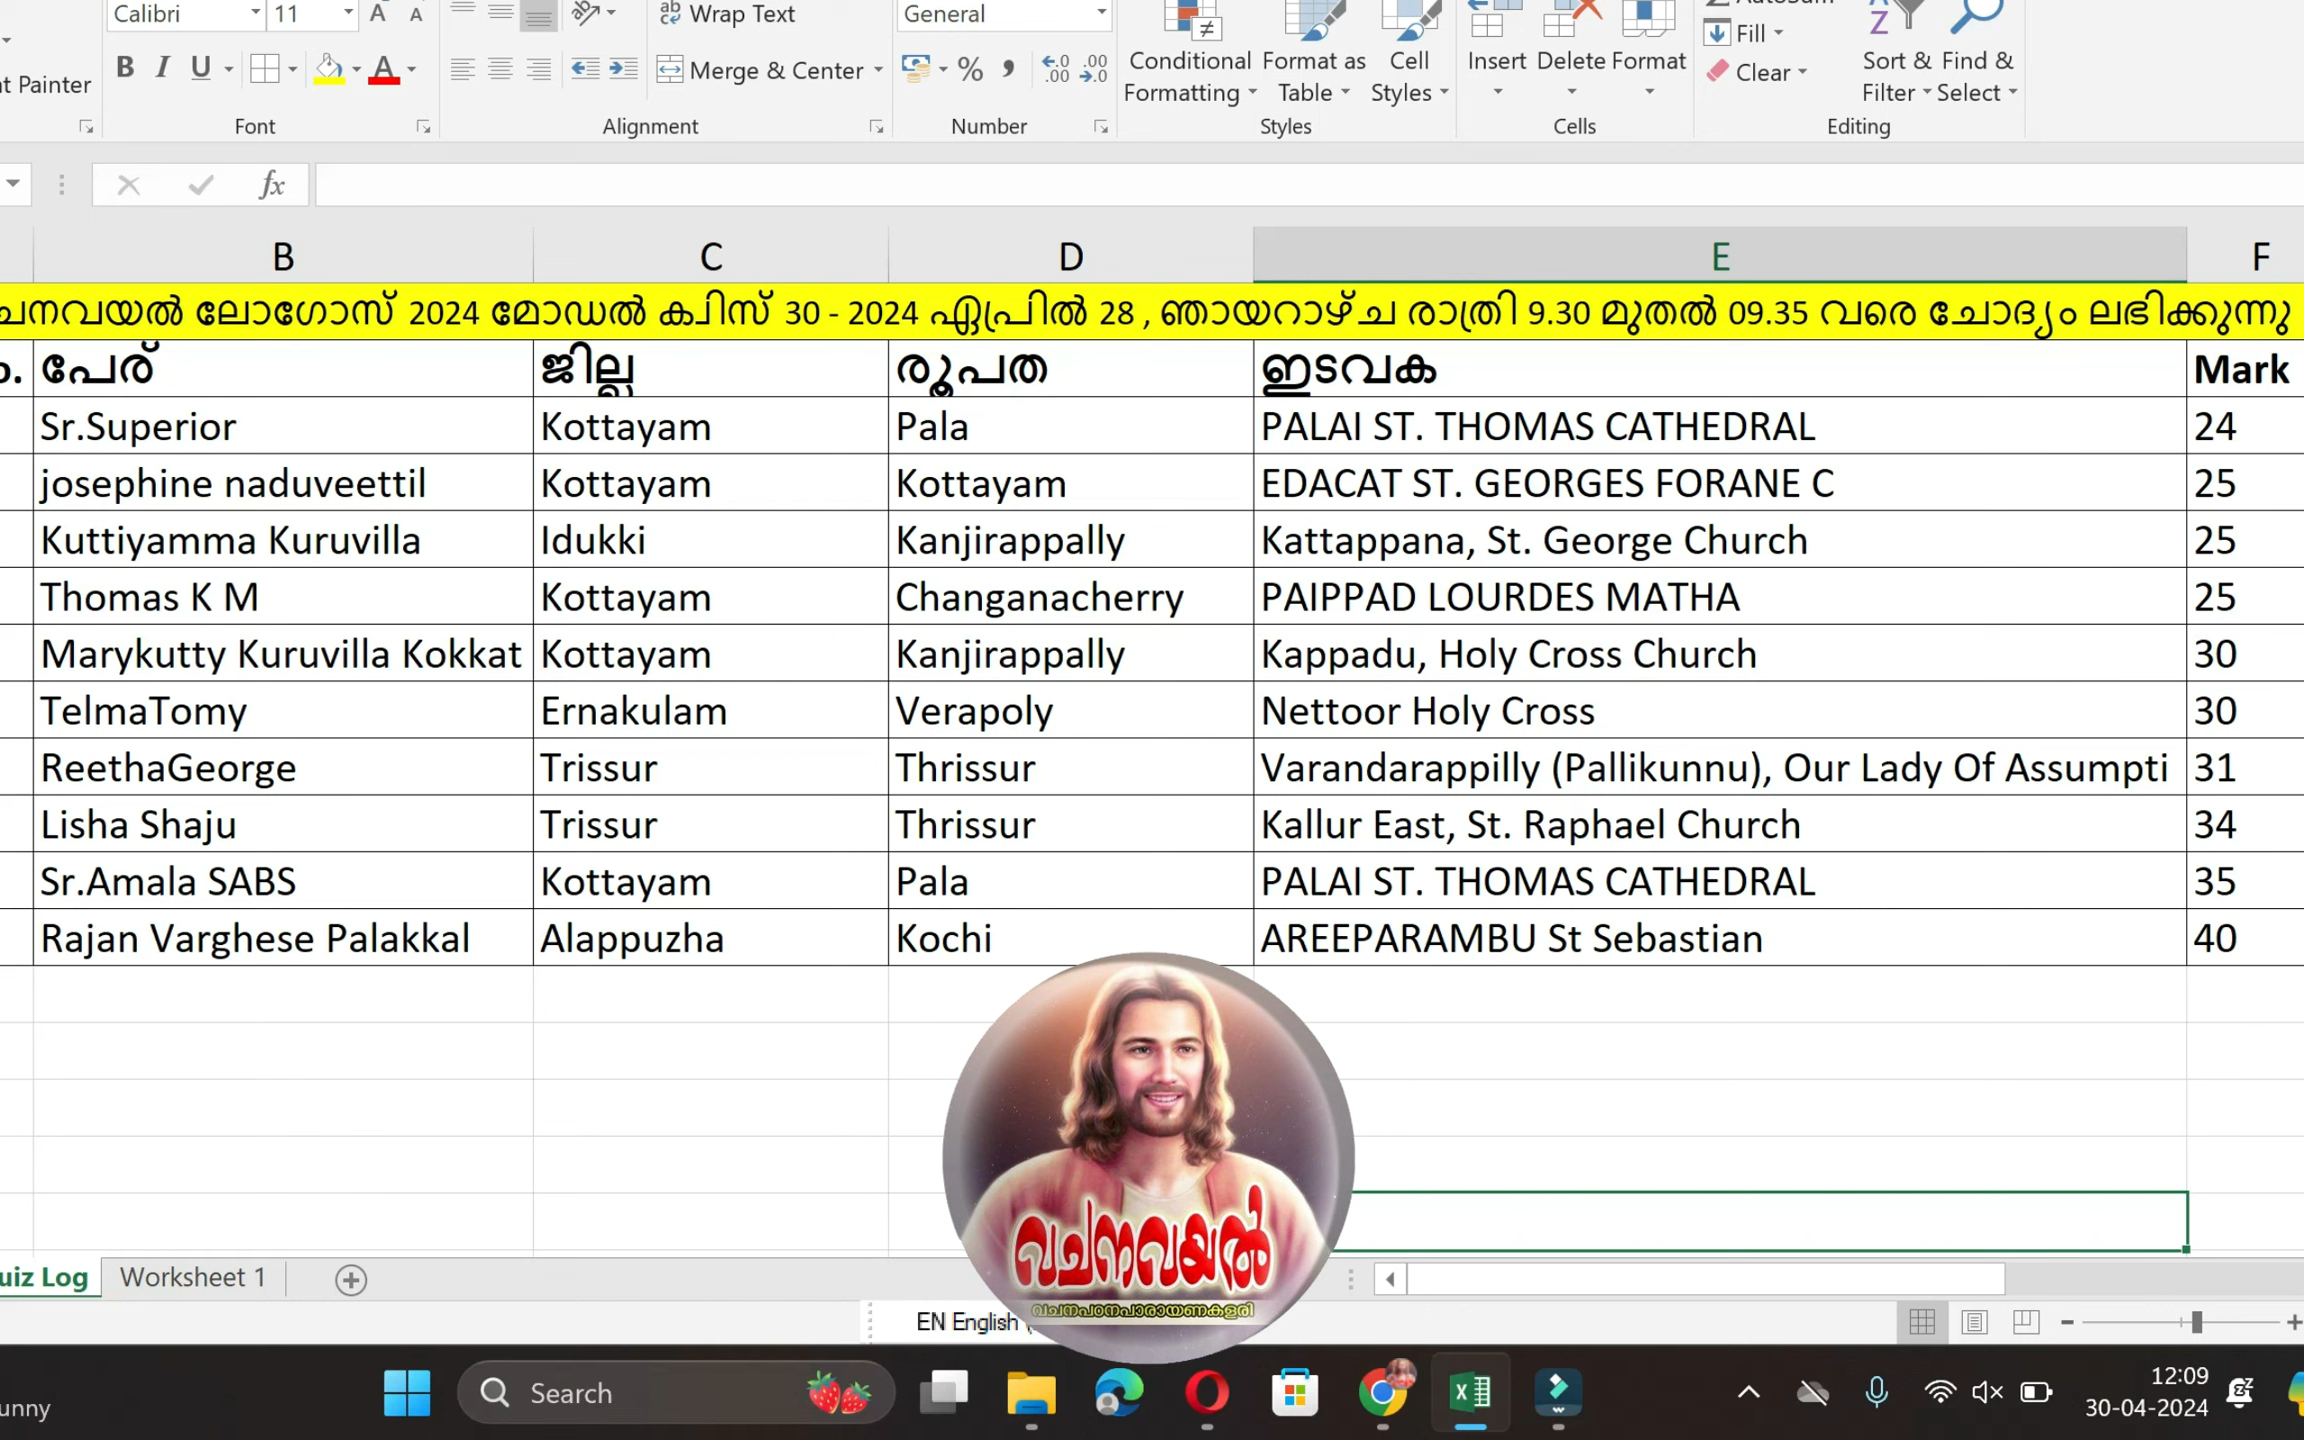 Calibri 11 A A Wrap Text General Fill
t Painter B I U A Merge & Center % Conditional Formatting Format as Table Cell Styles Insert Delete Format Clear Sort & Filter Find & Select
Font Alignment Number Styles Cells Editing
fx
B C D E F
ചനവയൽ ലോഗോസ് 2024 മോഡൽ ക്വിസ് 30 - 2024 ഏപ്രിൽ 28 , ഞായറാഴ്ച രാത്രി 9.30 മുതൽ 09.35 വരെ ചോദ്യം ലഭിക്കുന്നു
o. പേര് ജില്ല രൂപത ഇടവക Mark
Sr.Superior Kottayam Pala PALAI ST. THOMAS CATHEDRAL 24
josephine naduveettil Kottayam Kottayam EDACAT ST. GEORGES FORANE C 25
Kuttiyamma Kuruvilla Idukki Kanjirappally Kattappana, St. George Church 25
Thomas K M Kottayam Changanacherry PAIPPAD LOURDES MATHA 25
Marykutty Kuruvilla Kokkat Kottayam Kanjirappally Kappadu, Holy Cross Church 30
TelmaTomy Ernakulam Verapoly Nettoor Holy Cross 30
ReethaGeorge Trissur Thrissur Varandarappilly (Pallikunnu), Our Lady Of Assumpti 31
Lisha Shaju Trissur Thrissur Kallur East, St. Raphael Church 34
Sr.Amala SABS Kottayam Pala PALAI ST. THOMAS CATHEDRAL 35
Rajan Varghese Palakkal Alappuzha Kochi AREEPARAMBU St Sebastian 40
വചനവയൽ
വചനപഠനപാരായണകളരി
uiz Log Worksheet 1
EN English (
unny Search 12:09
30-04-2024